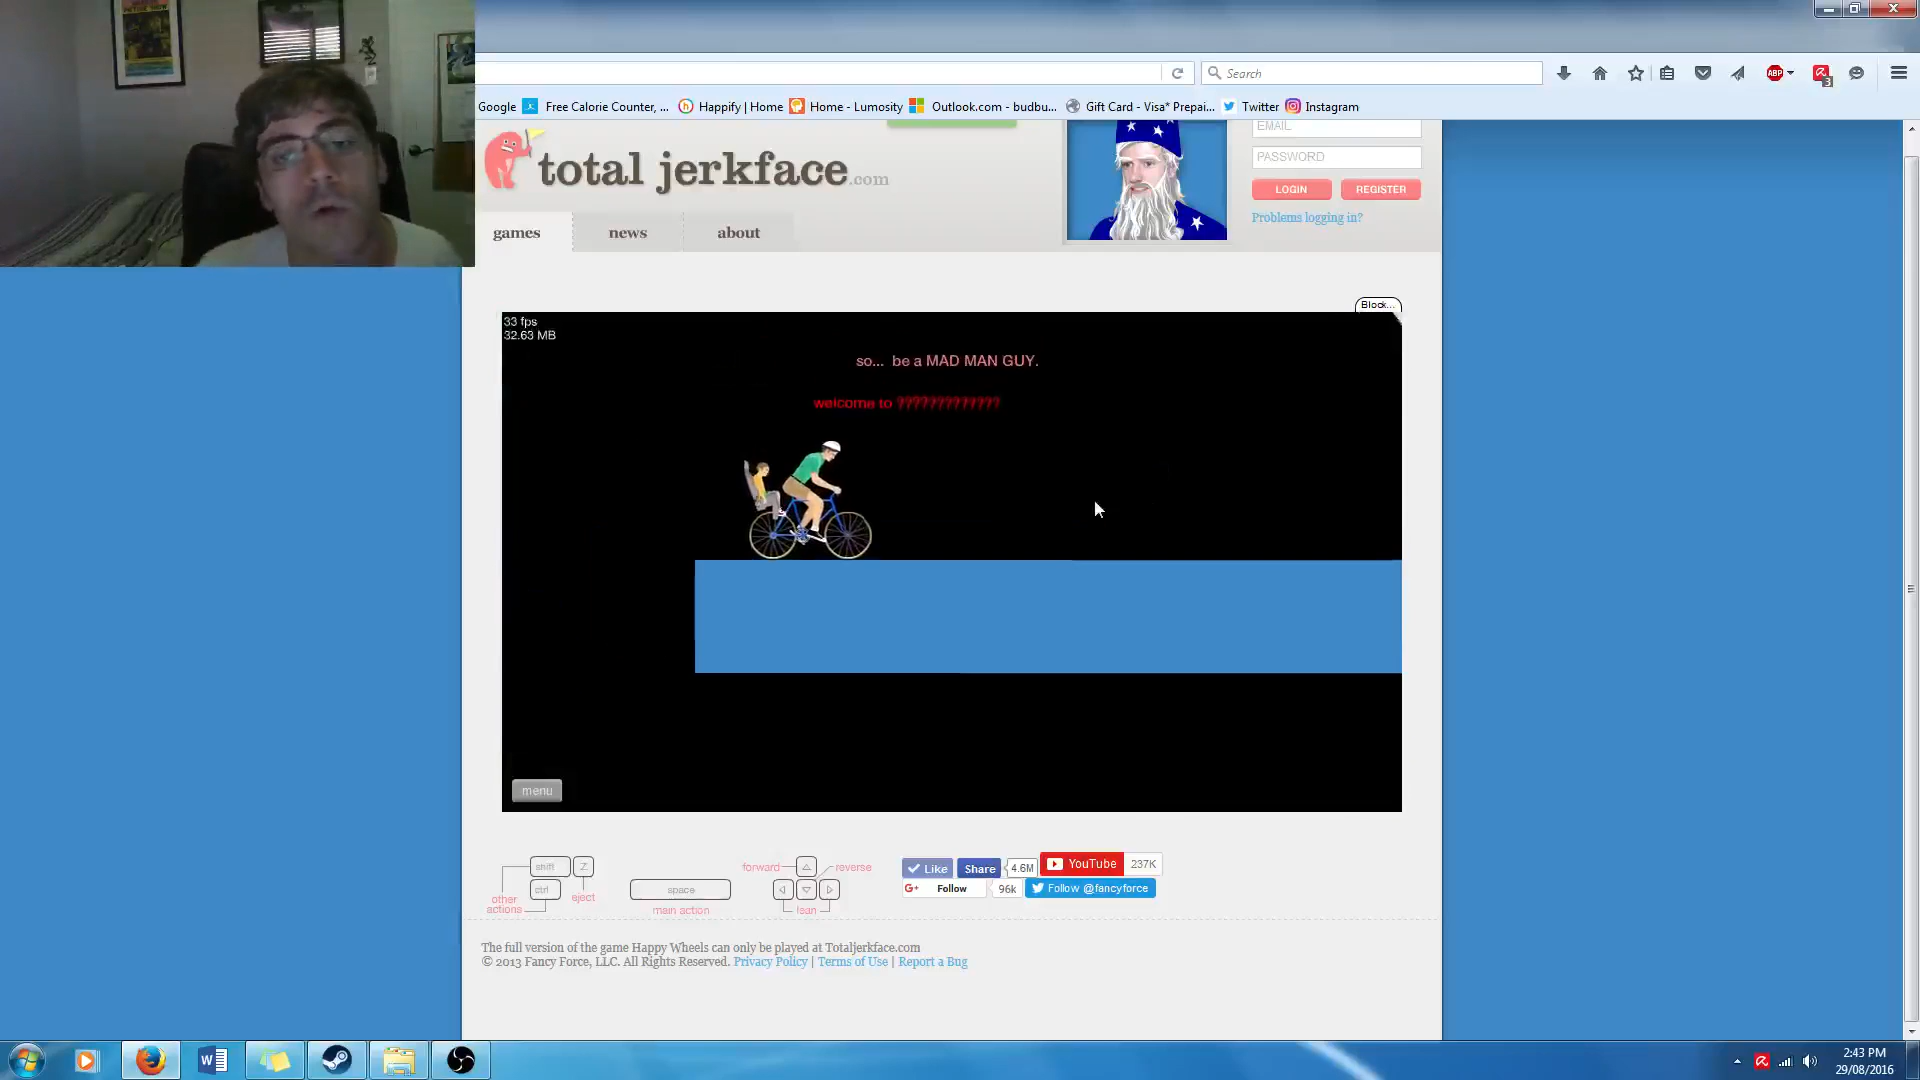 Search
ABP
3
Google
Free Calorie Counter, ...
Happify | Home
Home - Lumosity
Outlook.com - budbu...
Gift Card - Visa* Prepai...
Twitter
Instagram
total jerkface.com
EMAIL
PASSWORD
LOGIN
REGISTER
Problems logging in?
games
news
about
Block...
33 fps
32.63 MB
so... be a MAD MAN GUY.
welcome to ?????????????
menu
shift
Z
ctrl
other
actions
eject
space
main action
forward
reverse
lean
Like
Share
4.6M
YouTube
237K
G+ Follow
96k
Follow @fancyforce
The full version of the game Happy Wheels can only be played at Totaljerkface.com
© 2013 Fancy Force, LLC. All Rights Reserved. Privacy Policy | Terms of Use | Report a Bug
2:43 PM
29/08/2016